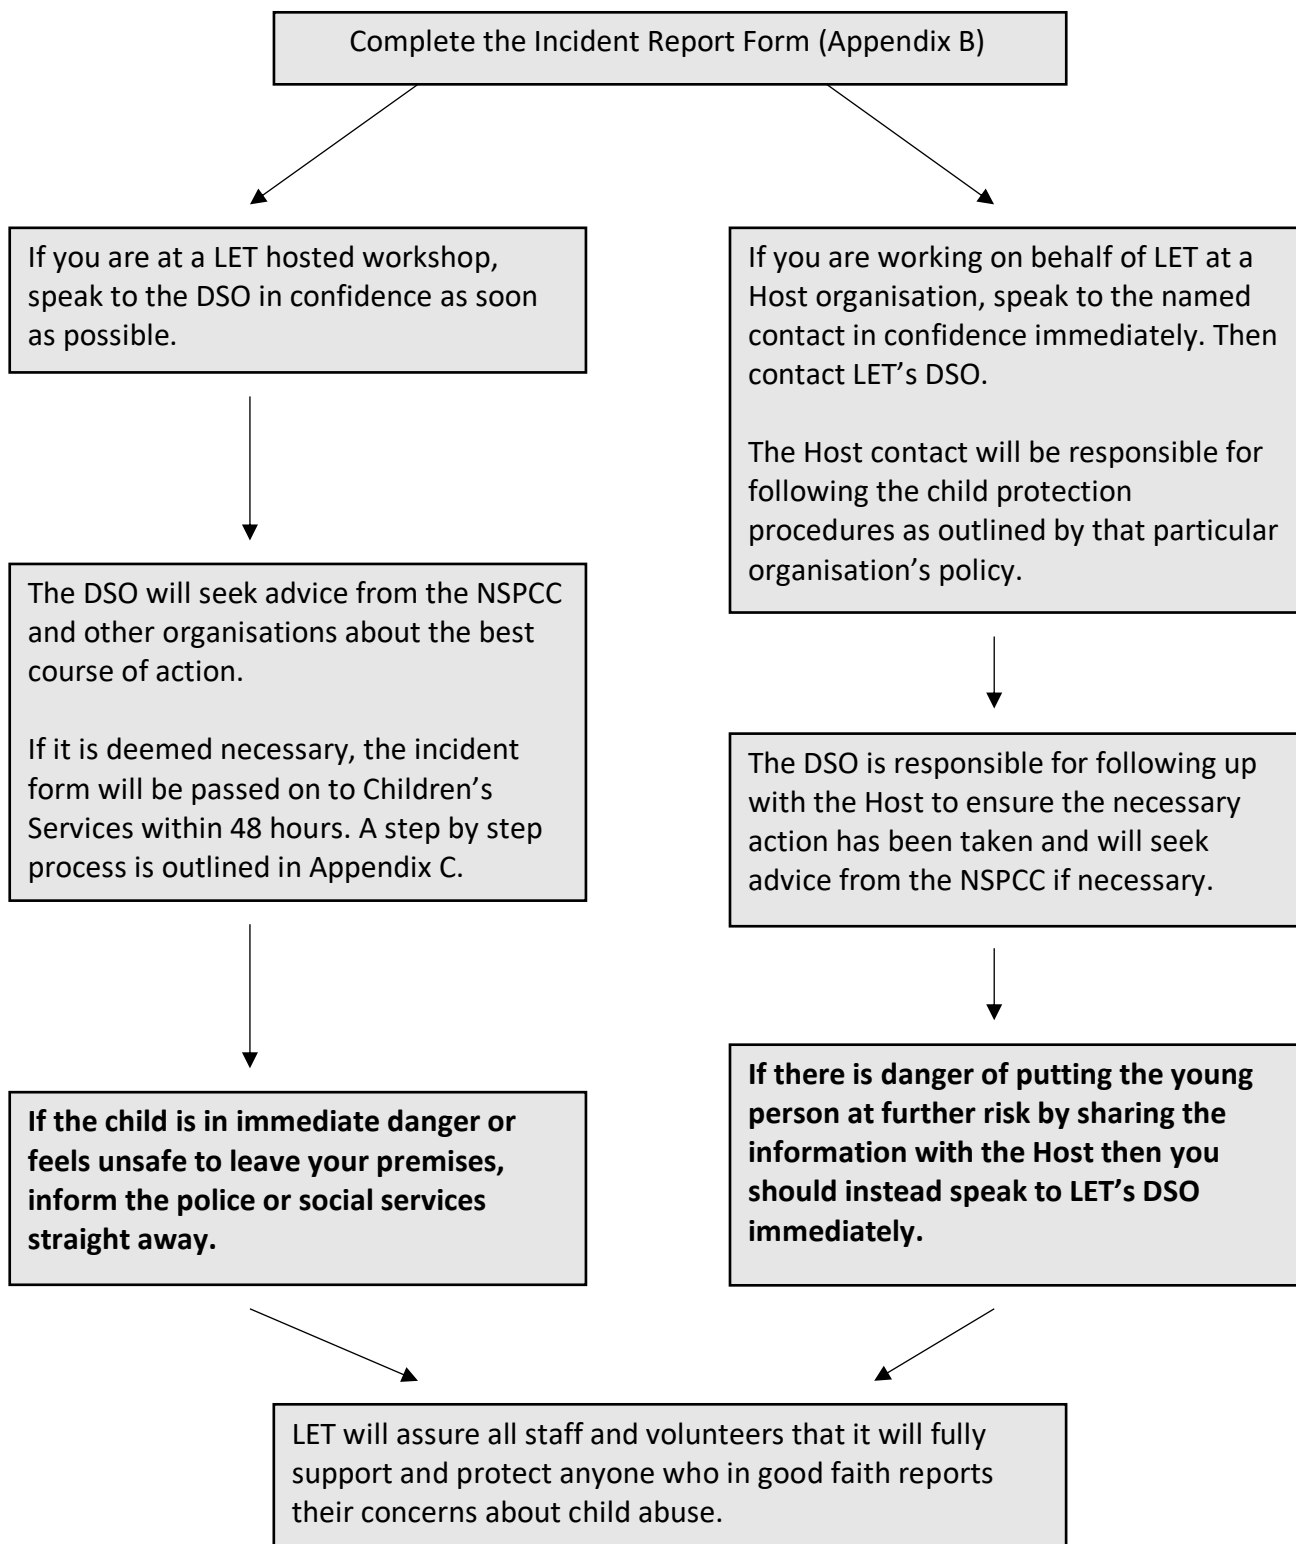 Complete the Incident Report Form (Appendix B)
If you are at a LET hosted workshop,
speak to the DSO in confidence as soon
as possible.
The DSO will seek advice from the NSPCC
and other organisations about the best
course of action.
If it is deemed necessary, the incident
form will be passed on to Children’s
Services within 48 hours. A step by step
process is outlined in Appendix C.
If the child is in immediate danger or
feels unsafe to leave your premises,
inform the police or social services
straight away.
If you are working on behalf of LET at a
Host organisation, speak to the named
contact in confidence immediately. Then
contact LET’s DSO.
The Host contact will be responsible for
following the child protection
procedures as outlined by that particular
organisation’s policy.
The DSO is responsible for following up
with the Host to ensure the necessary
action has been taken and will seek
advice from the NSPCC if necessary.
If there is danger of putting the young
person at further risk by sharing the
information with the Host then you
should instead speak to LET’s DSO
immediately.
LET will assure all staff and volunteers that it will fully
support and protect anyone who in good faith reports
their concerns about child abuse.